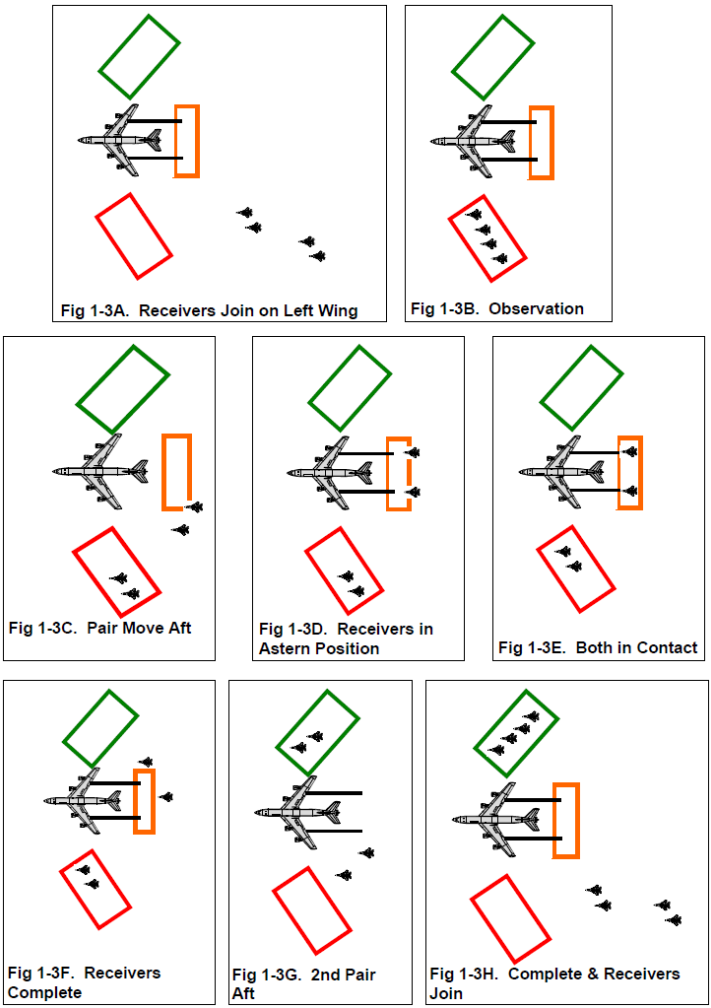 Fig 1-3A. Receivers Join on Left Wing
Fig 1-3B. Observation
Fig 1-3C. Pair Move Aft
Fig 1-3D. Receivers in
Astern Position
Fig 1-3E. Both in Contact
Fig 1-3F. Receivers
Complete
Fig 1-3G. 2nd Pair
Aft
Fig 1-3H. Complete & Receivers
Join